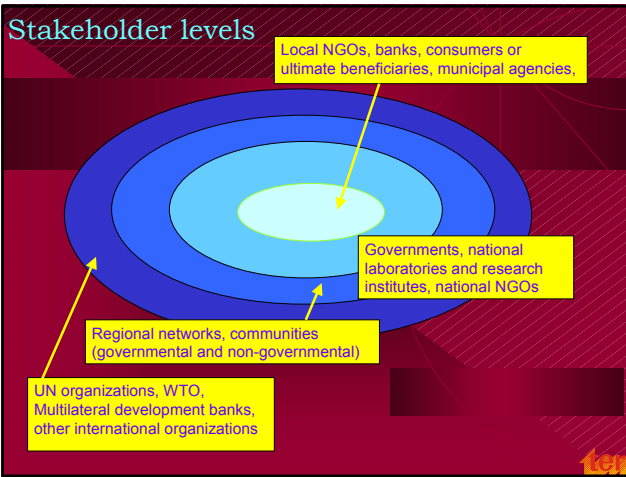 Stakeholder levels
Local NGOs, banks, consumers or
ultimate beneficiaries, municipal agencies,
Governments, national
laboratories and research
institutes, national NGOs
Regional networks, communities
(governmental and non-governmental)
UN organizations, WTO,
Multilateral development banks,
other international organizations